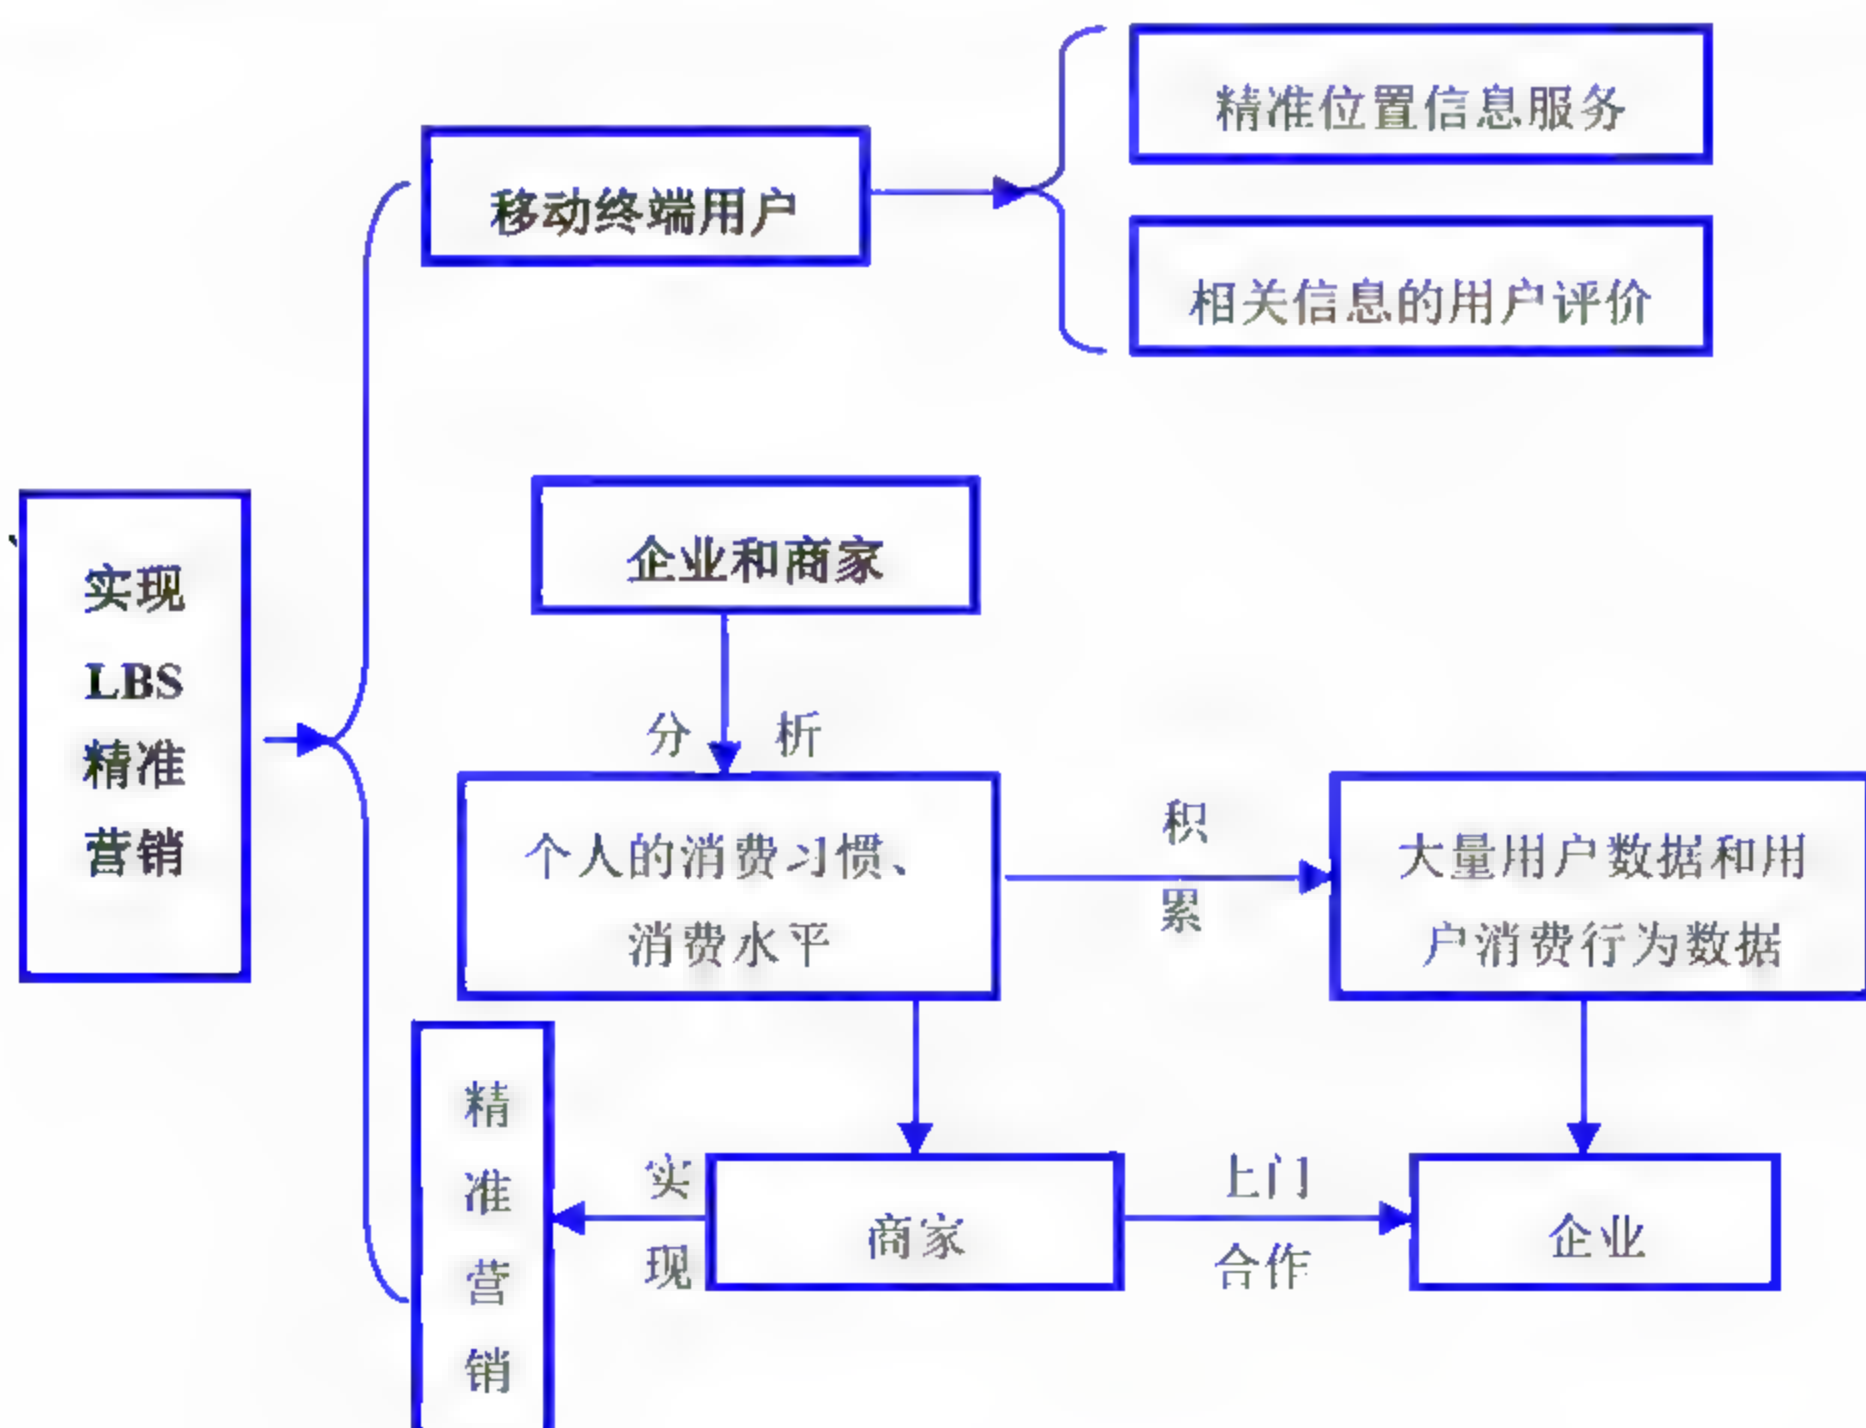 精准位置信息服务
移动终端用户
相关信息的用户评价
实现
LBS
精准
营销
企业和商家
分 析
个人的消费习惯、
消费水平
积
累
大量用户数据和用
户消费行为数据
精
准
营
销
实
现
商家
上门
合作
企业